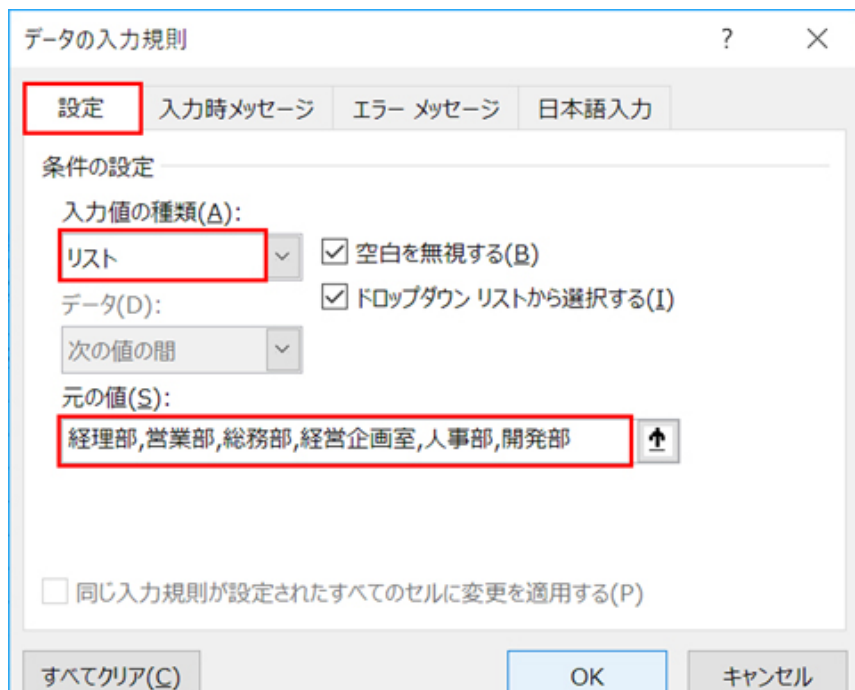 データの入力規則 ?
設定 入力時メッセージ エラー メッセージ 日本語入力
条件の設定
入力値の種類(A):
リスト 空白を無視する(B)
データ(D): ドロップダウン リストから選択する(I)
次の値の間
元の値(S):
経理部,営業部,総務部,経営企画室,人事部,開発部
同じ入力規則が設定されたすべてのセルに変更を適用する(P)
すべてクリア(C) OK キャンセル